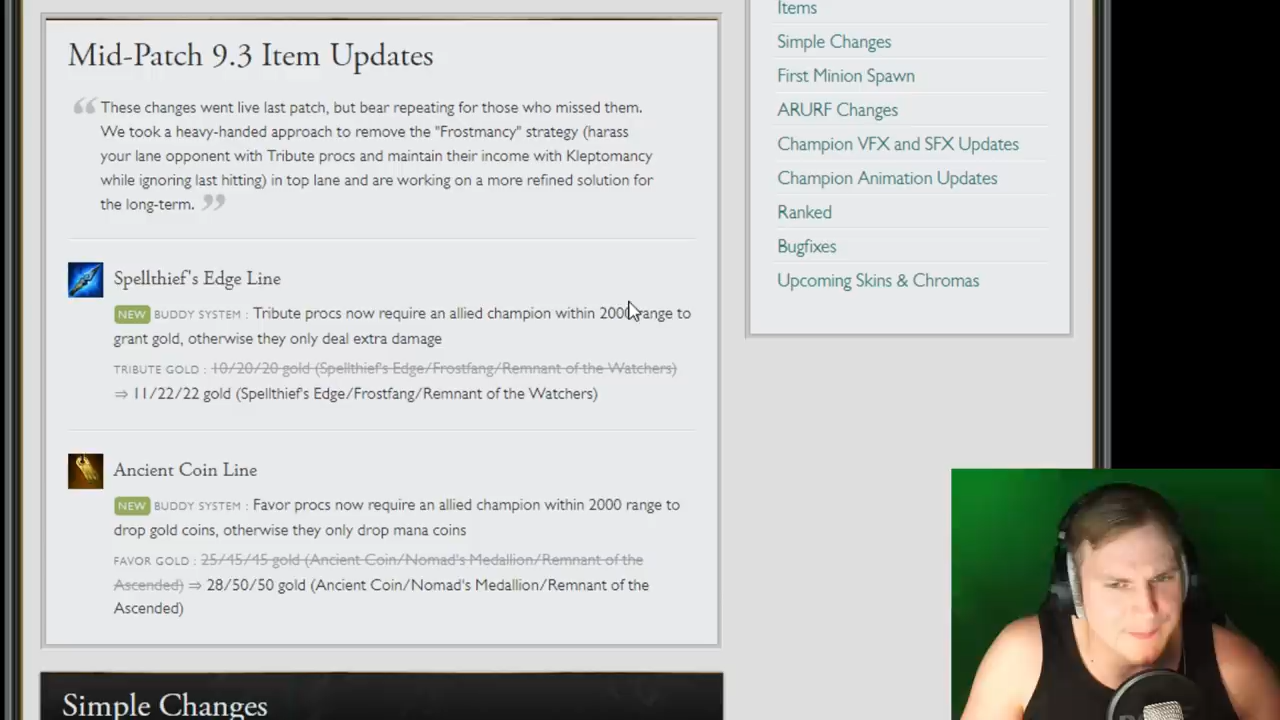 Mid-Patch 9.3 Item Updates
“ These changes went live last patch, but bear repeating for those who missed them.
We took a heavy-handed approach to remove the "Frostmancy" strategy (harass
your lane opponent with Tribute procs and maintain their income with Kleptomancy
while ignoring last hitting) in top lane and are working on a more refined solution for
the long-term. ”
Spellthief's Edge Line
NEW BUDDY SYSTEM : Tribute procs now require an allied champion within 2000 range to
grant gold, otherwise they only deal extra damage
TRIBUTE GOLD : 10/20/20 gold (Spellthief's Edge/Frostfang/Remnant of the Watchers)
⇒ 11/22/22 gold (Spellthief's Edge/Frostfang/Remnant of the Watchers)
Ancient Coin Line
NEW BUDDY SYSTEM : Favor procs now require an allied champion within 2000 range to
drop gold coins, otherwise they only drop mana coins
FAVOR GOLD : 25/45/45 gold (Ancient Coin/Nomad's Medallion/Remnant of the
Ascended) ⇒ 28/50/50 gold (Ancient Coin/Nomad's Medallion/Remnant of the
Ascended)
Simple Changes
Items
Simple Changes
First Minion Spawn
ARURF Changes
Champion VFX and SFX Updates
Champion Animation Updates
Ranked
Bugfixes
Upcoming Skins & Chromas